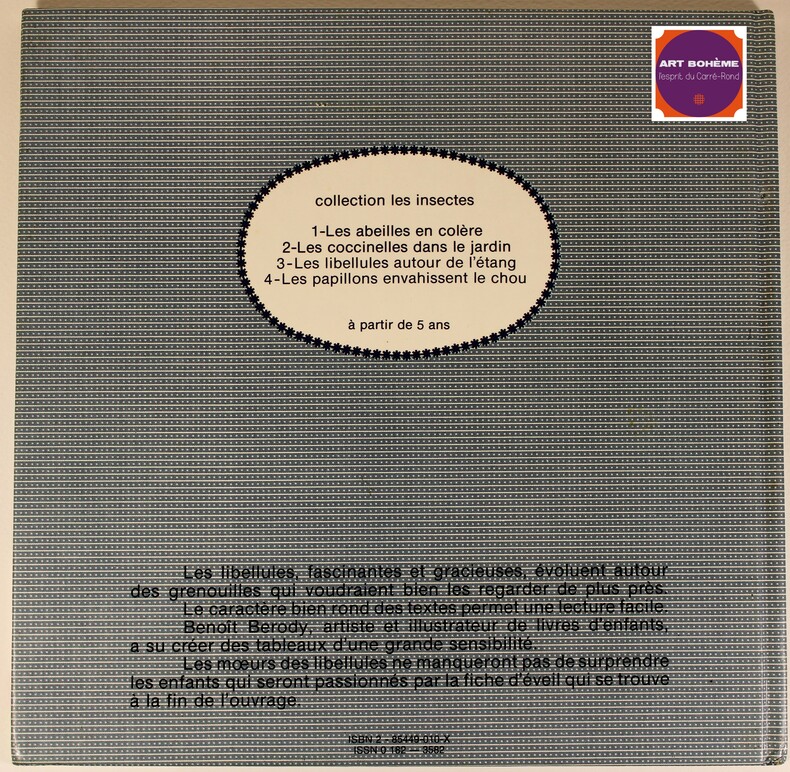 ART BOHÈME
l'esprit du Carré-Rond
collection les insectes
1-Les abeilles en colère
2-Les coccinelles dans le jardin
3-Les libellules autour de l'étang
4-Les papillons envahissent le chou
à partir de 5 ans
Les libellules, fascinantes et gracieuses, évoluent autour
des grenouilles qui voudraient bien les regarder de plus près.
Le caractère bien rond des textes permet une lecture facile.
Benoît Berody, artiste et illustrateur de livres d'enfants,
a su créer des tableaux d'une grande sensibilité.
Les mœurs des libellules ne manqueront pas de surprendre
les enfants qui seront passionnés par la fiche d'éveil qui se trouve
à la fin de l'ouvrage.
ISBN 2 - 85449-010-X
ISSN 0 182 — 3582